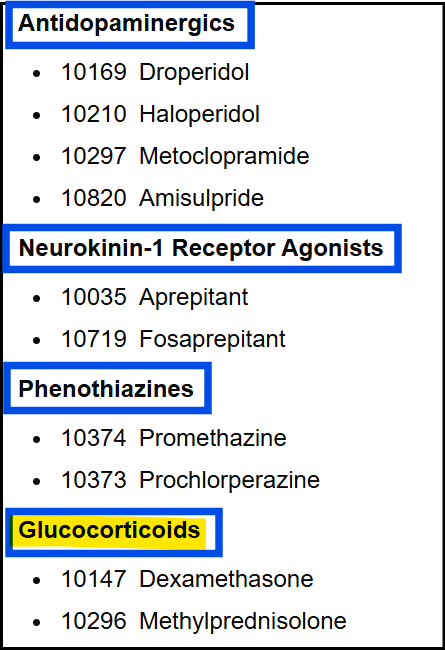 Antidopaminergics
• 10169 Droperidol
• 10210 Haloperidol
• 10297 Metoclopramide
• 10820 Amisulpride
Neurokinin-1 Receptor Agonists
• 10035 Aprepitant
• 10719 Fosaprepitant
Phenothiazines
• 10374 Promethazine
• 10373 Prochlorperazine
Glucocorticoids
• 10147 Dexamethasone
• 10296 Methylprednisolone